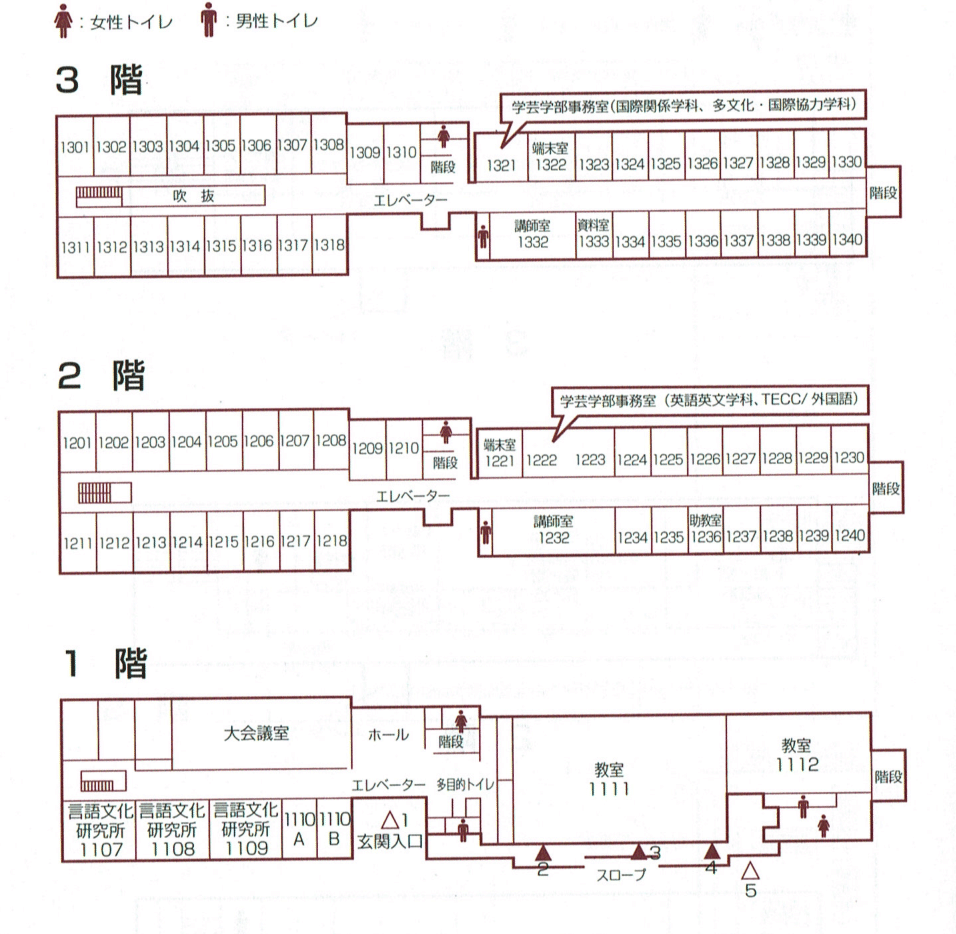 ：女性トイレ ：男性トイレ
3 階
学芸学部事務室(国際関係学科、多文化・国際協力学科)
1301 1302 1303 1304 1305 1306 1307 1308 1309 1310
階段
1321
端末室
1322 1323 1324 1325 1326 1327 1328 1329 1330
吹 抜
エレベーター
階段
1311 1312 1313 1314 1315 1316 1317 1318
講師室
1332
資料室
1333 1334 1335 1336 1337 1338 1339 1340
2 階
学芸学部事務室 (英語英文学科、TECC/ 外国語)
1201 1202 1203 1204 1205 1206 1207 1208 1209 1210
階段
端末室
1221 1222 1223 1224 1225 1226 1227 1228 1229 1230
エレベーター
階段
1211 1212 1213 1214 1215 1216 1217 1218
講師室
1232
1234 1235
助教室
1236 1237 1238 1239 1240
1 階
大会議室
ホール
階段
教室
1111
教室
1112
エレベーター
多目的トイレ
階段
言語文化
研究所
1107
言語文化
研究所
1108
言語文化
研究所
1109
1110
A
1110
B
1
玄関入口
2
3
4
スロープ
5